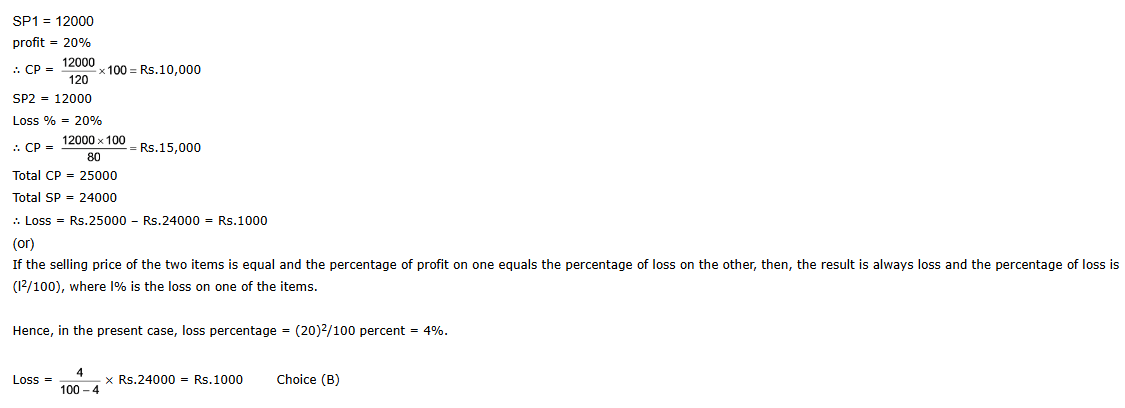 SP1 = 12000
profit = 20%
∴ CP = 12000/120 × 100 = Rs.10,000
SP2 = 12000
Loss % = 20%
∴ CP = 12000 × 100/80 = Rs.15,000
Total CP = 25000
Total SP = 24000
∴ Loss = Rs.25000 – Rs.24000 = Rs.1000
(or)
If the selling price of the two items is equal and the percentage of profit on one equals the percentage of loss on the other, then, the result is always loss and the percentage of loss is
(l²/100), where l% is the loss on one of the items.
Hence, in the present case, loss percentage = (20)²/100 percent = 4%.
Loss = 4/100 – 4 × Rs.24000 = Rs.1000 Choice (B)